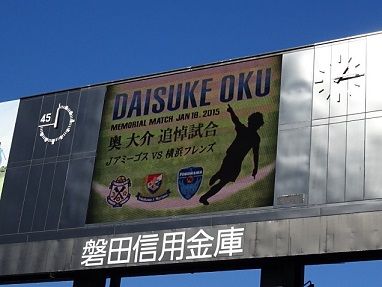 45
DAISUKE OKU
MEMORIAL MATCH JAN 18. 2015
奥 大介 追悼試合
Jアミーゴス VS 横浜フレンズ
磐田信用金庫